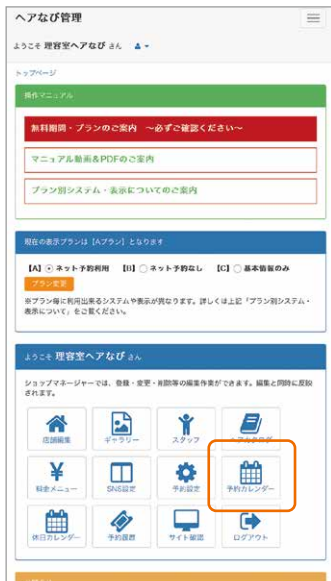 ヘアなび管理
ようこそ 理容室ヘアなび さん
トップページ
操作マニュアル
無料期間・プランのご案内 ～必ずご確認ください～
マニュアル動画&PDFのご案内
プラン別システム・表示についてのご案内
現在の表示プランは【Aプラン】となります
【A】 ネット予約利用 【B】 ネット予約なし 【C】 基本情報のみ
プラン変更
※プラン毎に利用出来るシステムや表示が異なります。詳しくは上記「プラン別システム・
表示について」をご覧ください。
ようこそ 理容室ヘアなび さん
ショップマネージャーでは、登録・変更・削除等の編集作業ができます。編集と同時に反映
されます。
店舗編集 ギャラリー スタッフ ヘアカタログ
料金メニュー SNS設定 予約設定 予約カレンダー
休日カレンダー 予約履歴 サイト確認 ログアウト